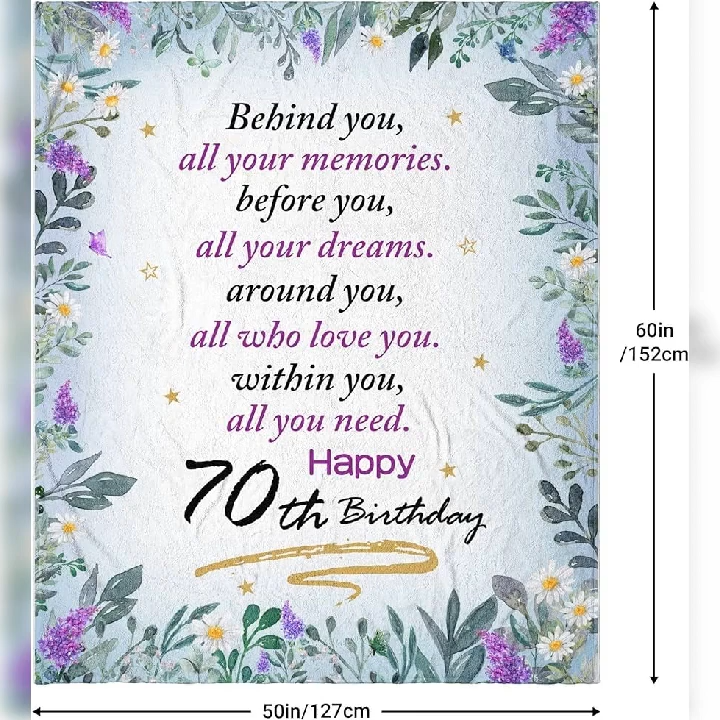 Behind you,
all your memories.
before you,
all your dreams.
around you,
all who love you.
within you,
all you need.
Happy
70th Birthday
60in
/152cm
50in/127cm